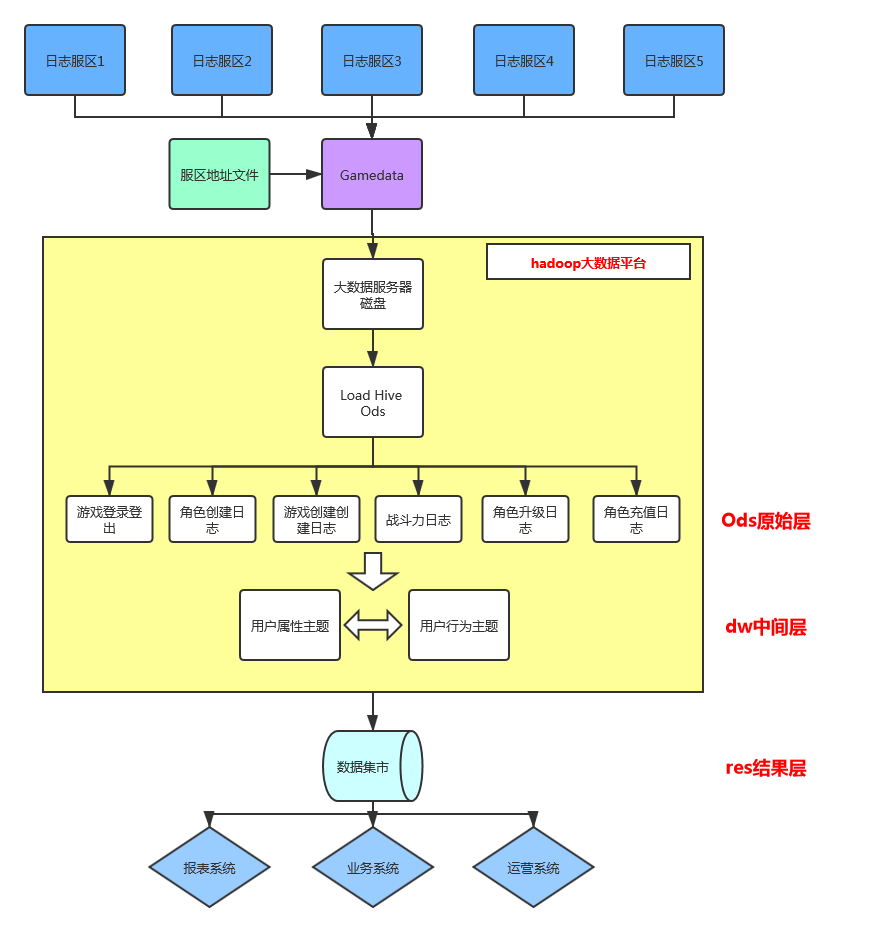 日志服区1
日志服区2
日志服区3
日志服区4
日志服区5
服区地址文件
Gamedata
hadoop大数据平台
大数据服务器
磁盘
Load Hive
Ods
游戏登录登
出
角色创建日
志
游戏创建创
建日志
战斗力日志
角色升级日
志
角色充值日
志
Ods原始层
用户属性主题
用户行为主题
dw中间层
数据集市
res结果层
报表系统
业务系统
运营系统